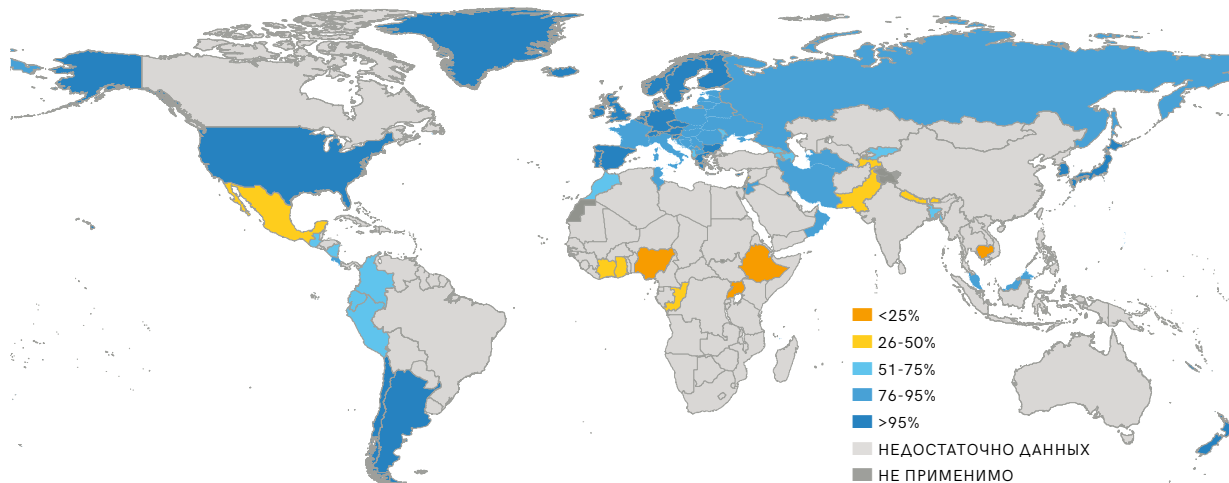 <25%
26-50%
51-75%
76-95%
>95%
НЕДОСТАТОЧНО ДАННЫХ
НЕ ПРИМЕНИМО